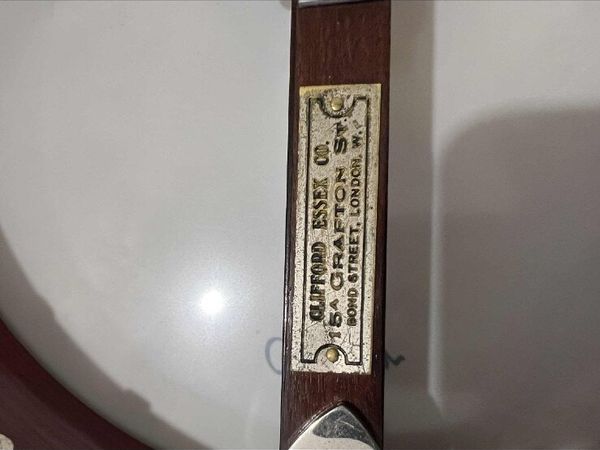 CLIFFORD ESSEX CO.
15A GRAFTON ST.
BOND STREET, LONDON, W.